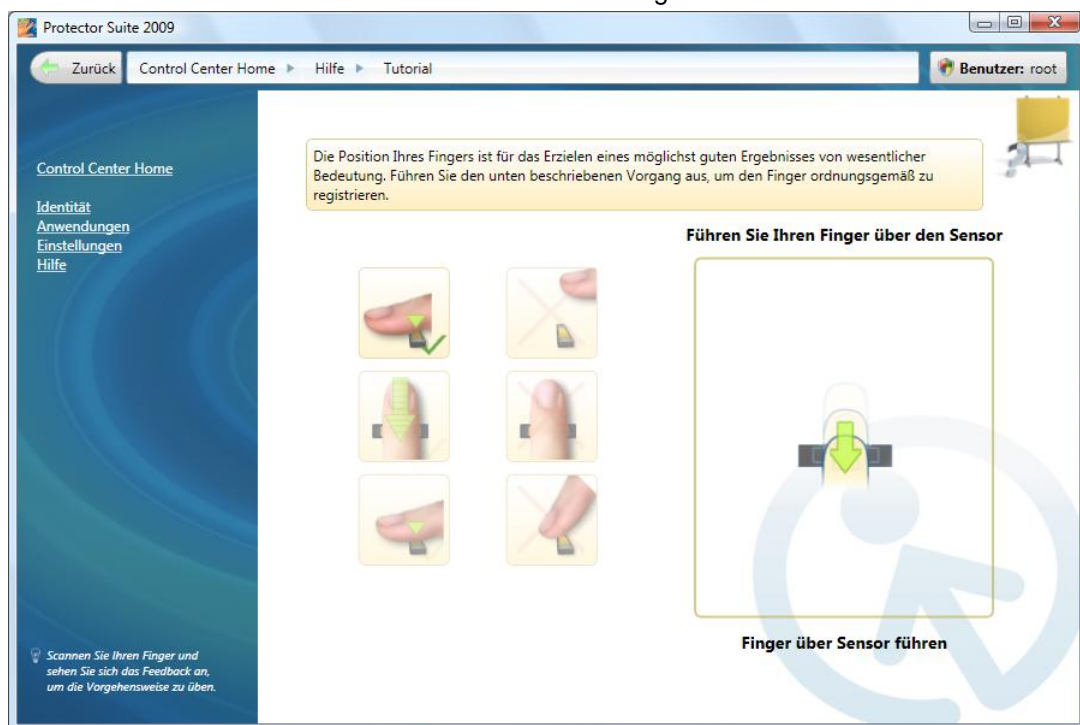 Protector Suite 2009
Zurück Control Center Home Hilfe Tutorial Benutzer: root
Control Center Home
Identität
Anwendungen
Einstellungen
Hilfe
Die Position Ihres Fingers ist für das Erzielen eines möglichst guten Ergebnisses von wesentlicher
Bedeutung. Führen Sie den unten beschriebenen Vorgang aus, um den Finger ordnungsgemäß zu
registrieren.
Führen Sie Ihren Finger über den Sensor
Finger über Sensor führen
Scannen Sie Ihren Finger und
sehen Sie sich das Feedback an,
um die Vorgehensweise zu üben.